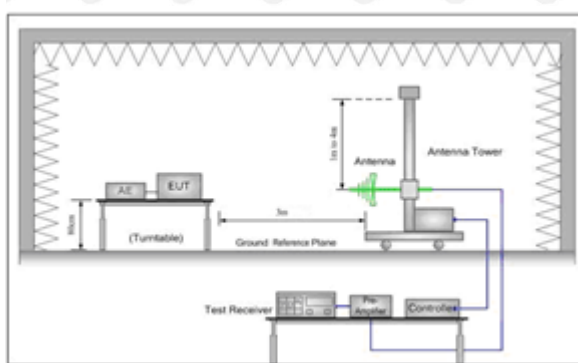 1m to 4m
Antenna
Antenna Tower
AE
EUT
80cm
3m
(Turntable)
Ground Reference Plane
Test Receiver
Pre-
Amplifier
Controller